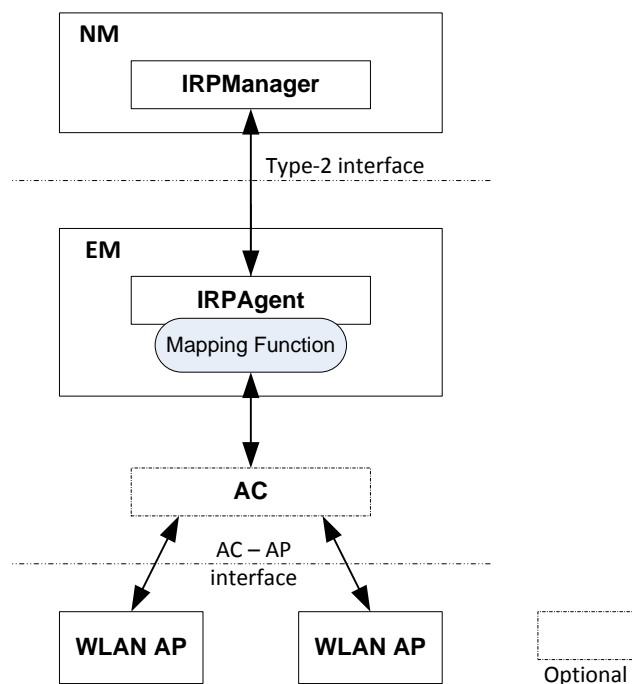 NM
IRPManager
Type-2 interface
EM
IRPAgent
Mapping Function
AC
AC – AP
interface
WLAN AP
WLAN AP
Optional